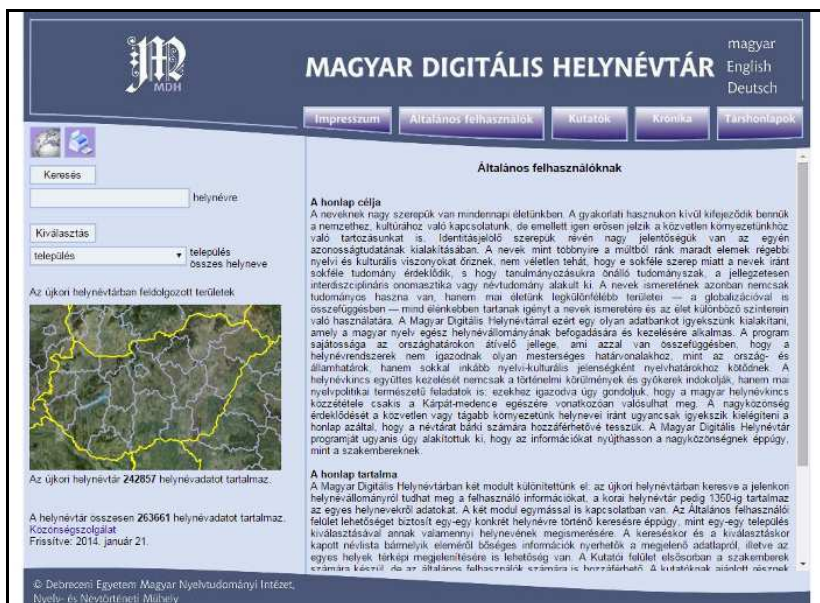 MDH
MAGYAR DIGITÁLIS HELYNÉVTÁR
magyar
English
Deutsch
Impresszum
Általános felhasználók
Kutatók
Krónika
Társhonlapok
Keresés
helynévre
Kiválasztás
település
település
összes helyneve
Az újkori helynévtárban feldolgozott területek
Az újkori helynévtár 242857 helynévadatot tartalmaz.
A helynévtár összesen 263661 helynévadatot tartalmaz.
Közönségszolgálat
Frissítve: 2014. január 21.
Általános felhasználóknak
A honlap célja
A neveknek nagy szerepük van mindennapi életünkben. A gyakorlati hasznukon kívül kifejeződik bennük
a nemzethez, kultúrához való kapcsolatunk, de emellett igen erősen jelzik a közvetlen környezetünkhöz
való tartozásunkat is. Identitásjelölő szerepük révén nagy jelentőségük van az egyén
azonosságtudatának kialakításában. A nevek mint többnyire a múltból ránk maradt elemek régebbi
nyelvi és kulturális viszonyokat őriznek, nem véletlen tehát, hogy e sokféle szerep miatt a nevek iránt
sokféle tudomány érdeklődik, s hogy tanulmányozásukra önálló tudományszak, a jellegzetesen
interdiszciplináris onomasztika vagy névtudomány alakult ki. A nevek ismeretének azonban nemcsak
tudományos haszna van, hanem mai életünk legkülönfélébb területei — a globalizációval is
összefüggésben — mind élénkebben tartanak igényt a nevek ismeretére és az élet különböző színterein
való használatára. A Magyar Digitális Helynévtárral ezért egy olyan adatbankot igyekszünk kialakítani,
amely a magyar nyelv egész helynévállományának befogadására és kezelésére alkalmas. A program
sajátossága az országhatárokon átívelő jellege, ami azzal van összefüggésben, hogy a
helynévrendszerek nem igazodnak olyan mesterséges határvonalakhoz, mint az ország- és
államhatárok, hanem sokkal inkább nyelvi-kulturális jelenségként nyelvhatárokhoz kötődnek. A
helynévkincs együttes kezelését nemcsak a történelmi körülmények és gyökerek indokolják, hanem mai
nyelvpolitikai természetű feladatok is: ezekhez igazodva úgy gondoljuk, hogy a magyar helynévkincs
közzététele csakis a Kárpát-medence egészére vonatkozóan valósulhat meg. A nagyközönség
érdeklődését a közvetlen vagy tágabb környezetünk helynevei iránt ugyancsak igyekszik kielégíteni a
honlap azáltal, hogy a névtárat bárki számára hozzáférhetővé tesszük. A Magyar Digitális Helynévtár
programját ugyanis úgy alakítottuk ki, hogy az információkat nyújthasson a nagyközönségnek éppúgy,
mint a szakembereknek.
A honlap tartalma
A Magyar Digitális Helynévtárban két modult különítettünk el: az újkori helynévtárban keresve a jelenkori
helynévállományról tudhat meg a felhasználó információkat, a korai helynévtár pedig 1350-ig tartalmaz
az egyes helynevekről adatokat. A két modul egymással is kapcsolatban van. Az Általános felhasználói
felület lehetőséget biztosít egy-egy konkrét helynévre történő keresésre éppúgy, mint egy-egy település
kiválasztásával annak valamennyi helynevének megismerésére. A kereséskor és a kiválasztáskor
kapott névlista bármelyik eleméről bőséges információk nyerhetők a megjelenő adatlapról, illetve az
egyes helyek térképi megjelenítésére is lehetőség van. A Kutatói felület elsősorban a szakemberek
számára készül, de az általános felhasználók számára is hozzáférhető. A kutatóknak ajánlott résznek
© Debreceni Egyetem Magyar Nyelvtudományi Intézet,
Nyelv- és Névtörténeti Műhely